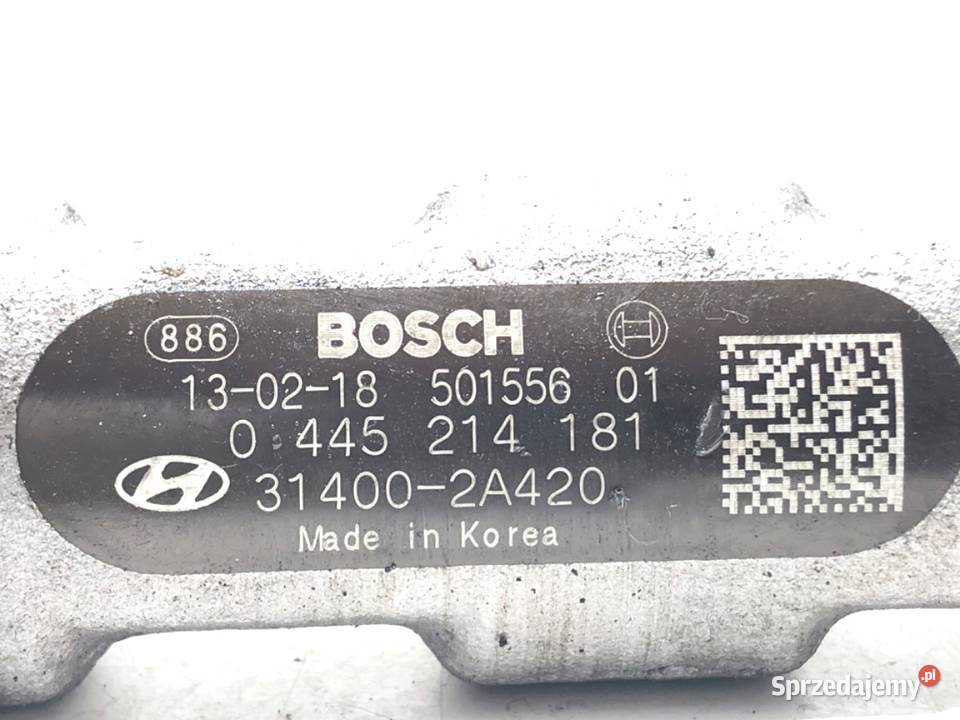 886 BOSCH
13-02-18 501556 01
0 445 214 181
31400-2A420
Made in Korea
Sprzedajemy.pl